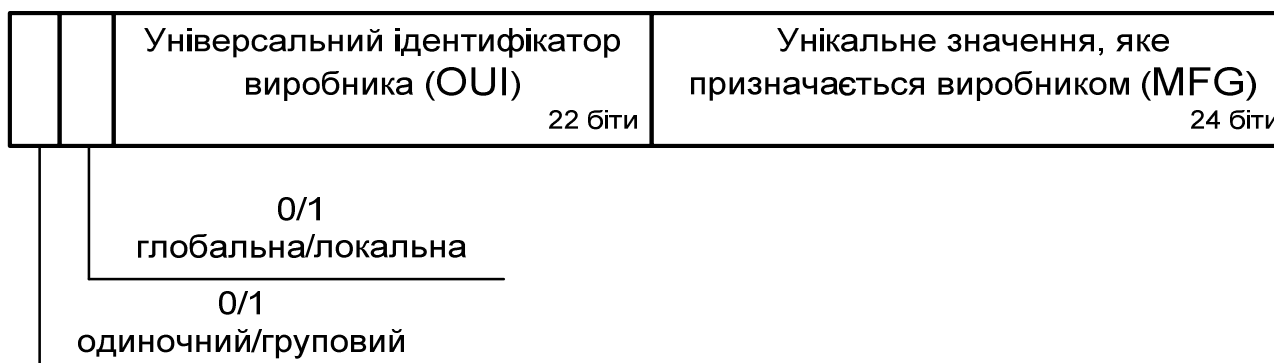 Універсальний ідентифікатор
виробника (OUI)
22 біти
Унікальне значення, яке
призначається виробником (MFG)
24 біти
0/1
глобальна/локальна
0/1
одиночний/груповий